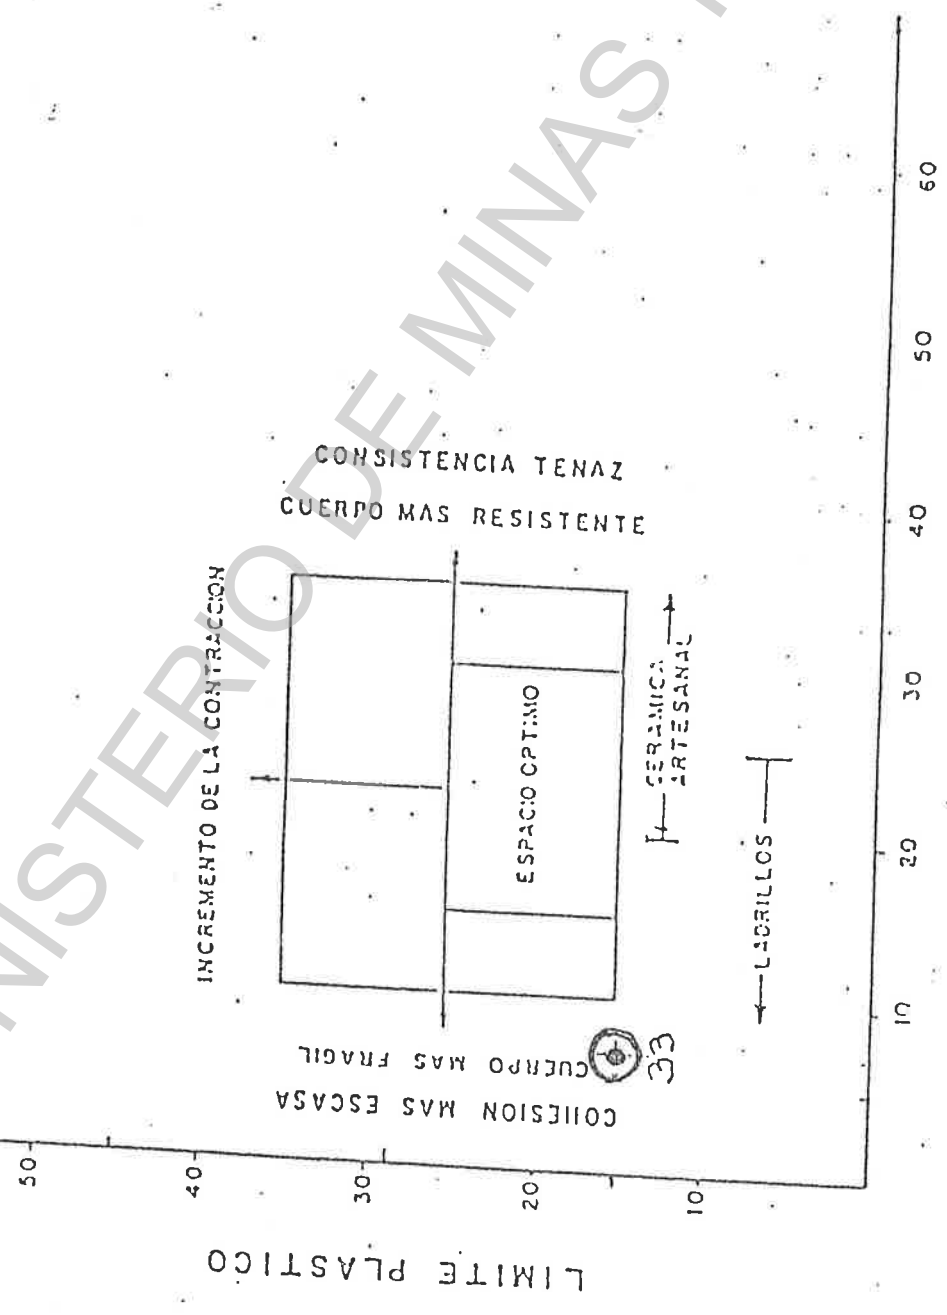 MINISTERIO DE MINAS
CONSISTENCIA TENAZ
CUERPO MAS RESISTENTE
INCREMENTO DE LA CONTRACCION
ESPACIO OPTIMO
CERAMICA
ARTESANAL
LADRILLOS
CUERPO MAS FRAGIL
COHESION MAS ESCASA
33
LIMITE PLASTICO
50
40
30
20
10
10
20
30
40
50
60